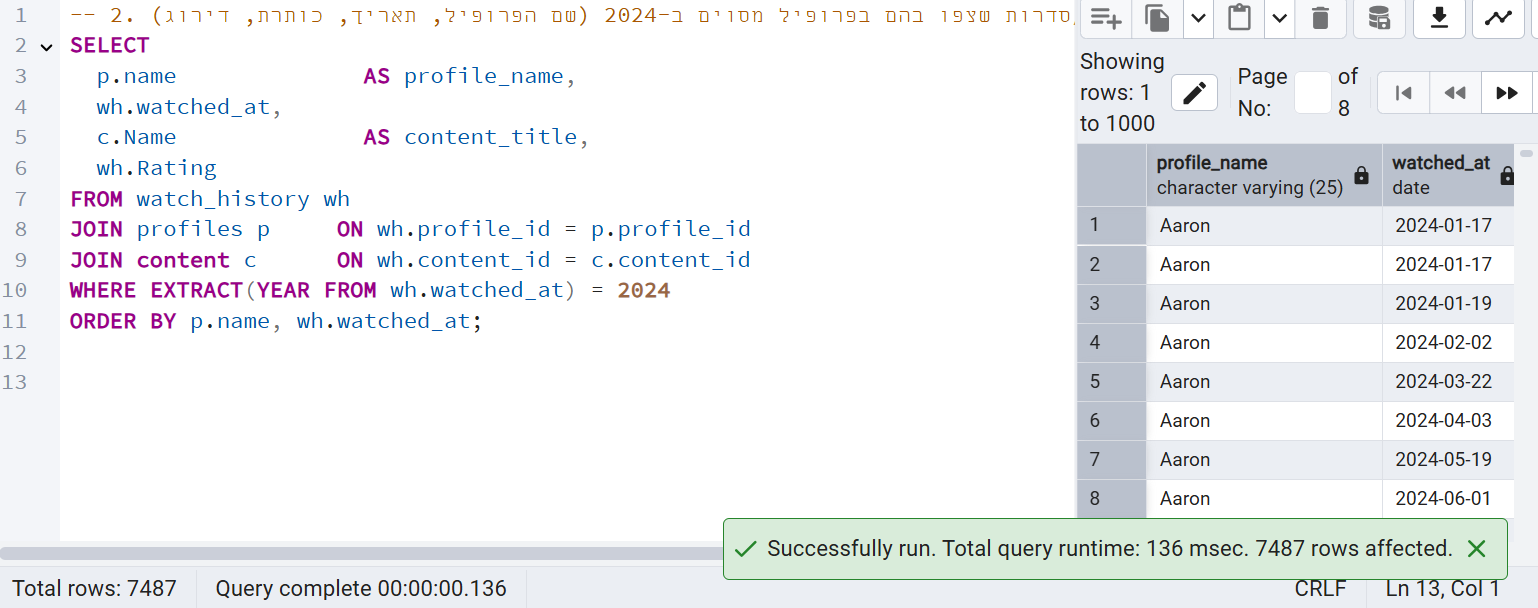 1 -- 2. סדרות שצפו בהם בפרופיל מסוים ב-2024 (שם הפרופיל, תאריך, כותרת, דירוג)
2 SELECT
3 p.name AS profile_name,
4 wh.watched_at,
5 c.Name AS content_title,
6 wh.Rating
7 FROM watch_history wh
8 JOIN profiles p ON wh.profile_id = p.profile_id
9 JOIN content c ON wh.content_id = c.content_id
10 WHERE EXTRACT(YEAR FROM wh.watched_at) = 2024
11 ORDER BY p.name, wh.watched_at;
12
13
Showing rows: 1 to 1000
Page No: of 8
profile_name watched_at
character varying (25) date
1 Aaron 2024-01-17
2 Aaron 2024-01-17
3 Aaron 2024-01-19
4 Aaron 2024-02-02
5 Aaron 2024-03-22
6 Aaron 2024-04-03
7 Aaron 2024-05-19
8 Aaron 2024-06-01
Successfully run. Total query runtime: 136 msec. 7487 rows affected.
Total rows: 7487 Query complete 00:00:00.136 CRLF Ln 13, Col 1